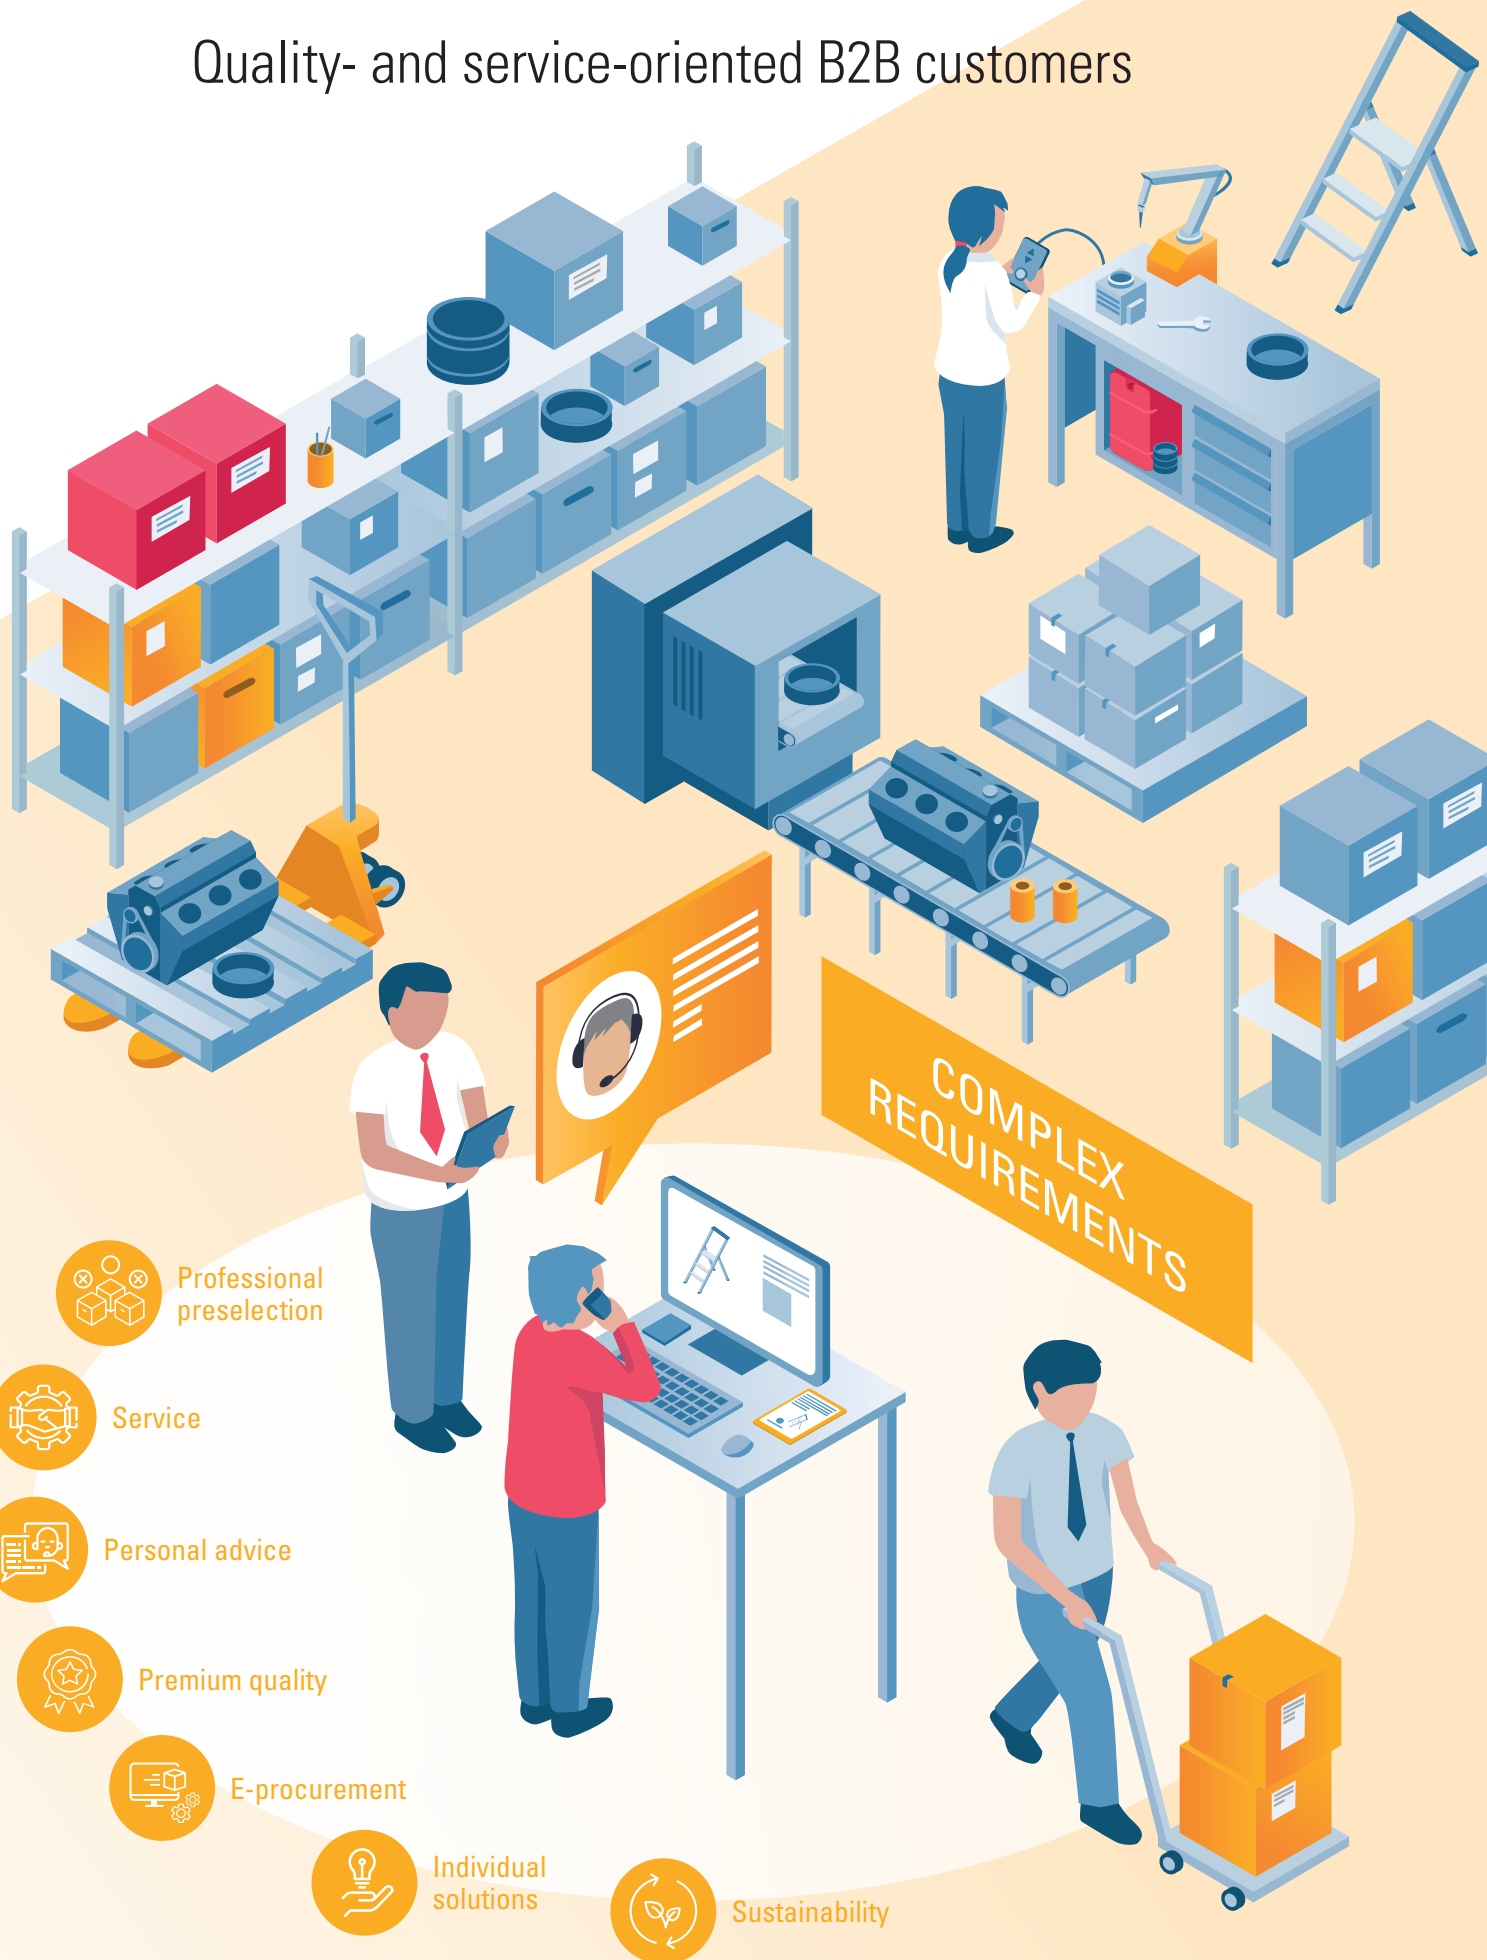 Quality- and service-oriented B2B customers
COMPLEX
REQUIREMENTS
Professional
preselection
Service
Personal advice
Premium quality
E-procurement
Individual
solutions
Sustainability